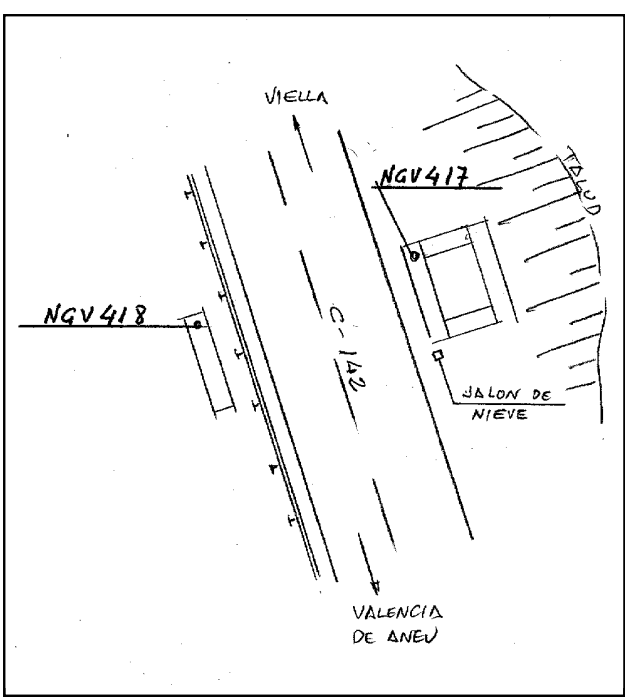 VIELLA
NGV417
TALUD
NGV418
C-142
JALON DE
NIEVE
VALENCIA
DE ANEU